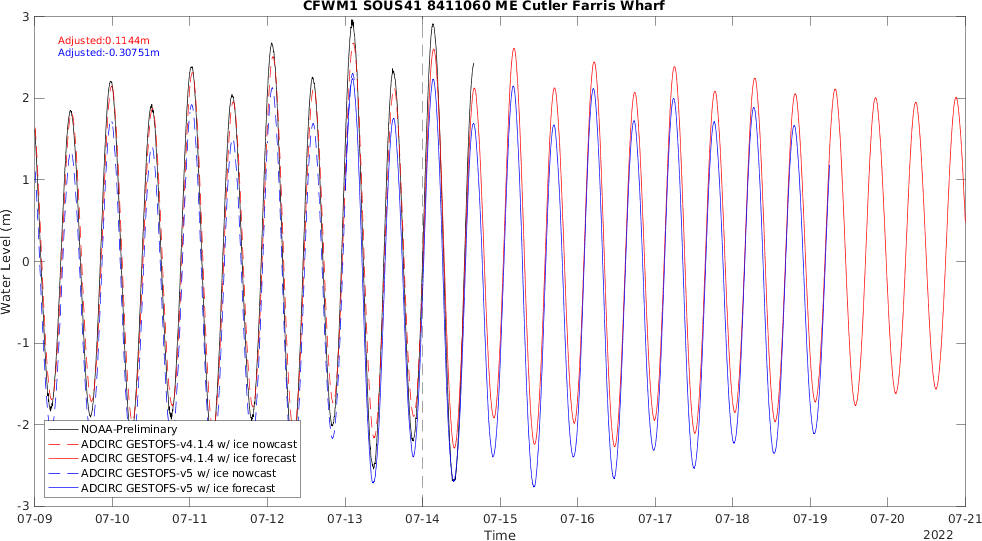 CFWM1 SOUS41 8411060 ME Cutler Farris Wharf
Adjusted:0.1144m
Adjusted:-0.30751m
Water Level (m)
3
2
1
0
-1
-2
-3
NOAA-Preliminary
ADCIRC GESTOFS-v4.1.4 w/ ice nowcast
ADCIRC GESTOFS-v4.1.4 w/ ice forecast
ADCIRC GESTOFS-v5 w/ ice nowcast
ADCIRC GESTOFS-v5 w/ ice forecast
07-09 07-10 07-11 07-12 07-13 07-14 07-15 07-16 07-17 07-18 07-19 07-20 07-21
Time
2022